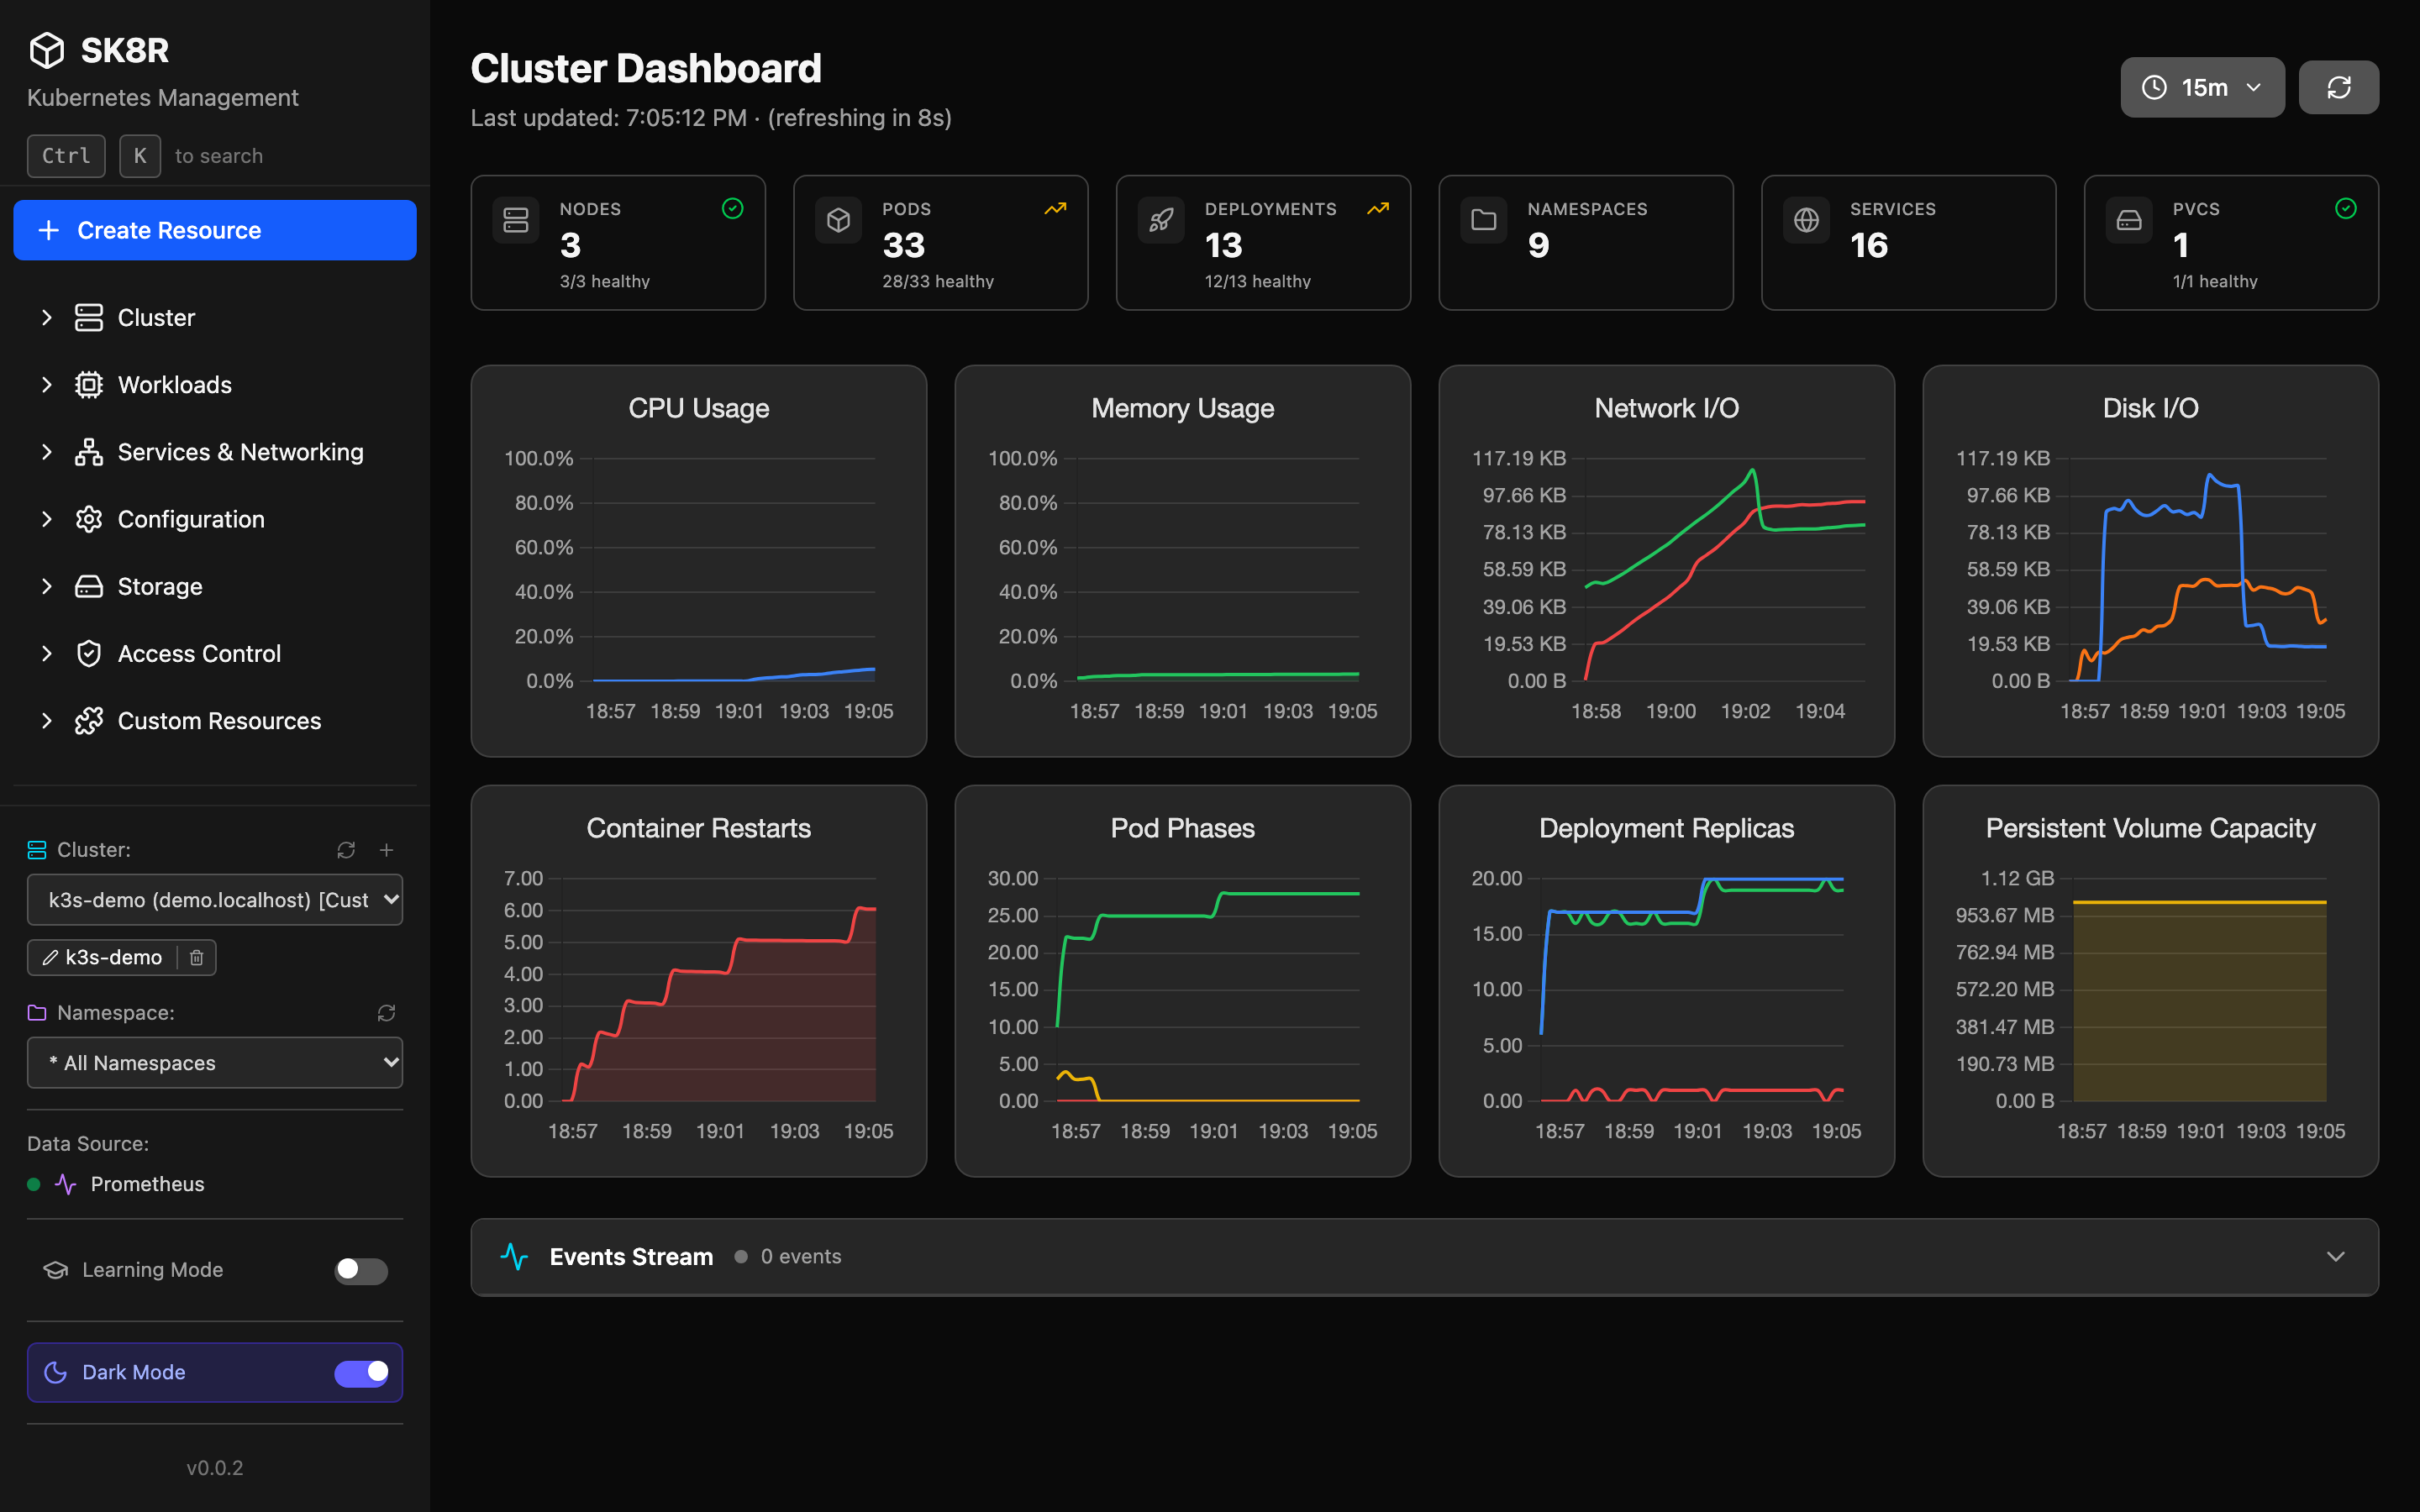 SK8R
Kubernetes Management
Ctrl K to search
Create Resource
Cluster
Workloads
Services & Networking
Configuration
Storage
Access Control
Custom Resources
Cluster:
k3s-demo (demo.localhost) [Cust
k3s-demo
Namespace:
* All Namespaces
Data Source:
Prometheus
Learning Mode
Dark Mode
v0.0.2
Cluster Dashboard
Last updated: 7:05:12 PM · (refreshing in 8s)
15m
NODES
3
3/3 healthy
PODS
33
28/33 healthy
DEPLOYMENTS
13
12/13 healthy
NAMESPACES
9
SERVICES
16
PVCS
1
1/1 healthy
CPU Usage
100.0%
80.0%
60.0%
40.0%
20.0%
0.0%
18:57 18:59 19:01 19:03 19:05
Memory Usage
100.0%
80.0%
60.0%
40.0%
20.0%
0.0%
18:57 18:59 19:01 19:03 19:05
Network I/O
117.19 KB
97.66 KB
78.13 KB
58.59 KB
39.06 KB
19.53 KB
0.00 B
18:58 19:00 19:02 19:04
Disk I/O
117.19 KB
97.66 KB
78.13 KB
58.59 KB
39.06 KB
19.53 KB
0.00 B
18:57 18:59 19:01 19:03 19:05
Container Restarts
7.00
6.00
5.00
4.00
3.00
2.00
1.00
0.00
18:57 18:59 19:01 19:03 19:05
Pod Phases
30.00
25.00
20.00
15.00
10.00
5.00
0.00
18:57 18:59 19:01 19:03 19:05
Deployment Replicas
20.00
15.00
10.00
5.00
0.00
18:57 18:59 19:01 19:03 19:05
Persistent Volume Capacity
1.12 GB
953.67 MB
762.94 MB
572.20 MB
381.47 MB
190.73 MB
0.00 B
18:57 18:59 19:01 19:03 19:05
Events Stream 0 events